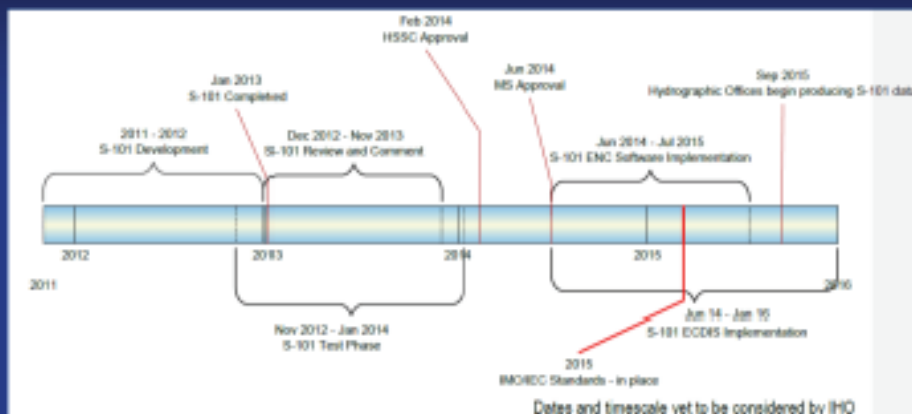 Feb 2014
HSSC Approval
Jan 2013
S-101 Completed
Jun 2014
MS Approval
Sep 2015
Hydrographic Offices begin producing S-101 data
2011 - 2012
S-101 Development
Dec 2012 - Nov 2013
S-101 Review and Comment
Jun 2014 - Jul 2015
S-101 ENC Software Implementation
2012
2013
2014
2015
2011
2016
Nov 2012 - Jan 2014
S-101 Test Phase
Jun 14 - Jan 16
S-101 ECDIS Implementation
2015
IMO/IEC Standards - in place
Dates and timescale yet to be considered by IHO